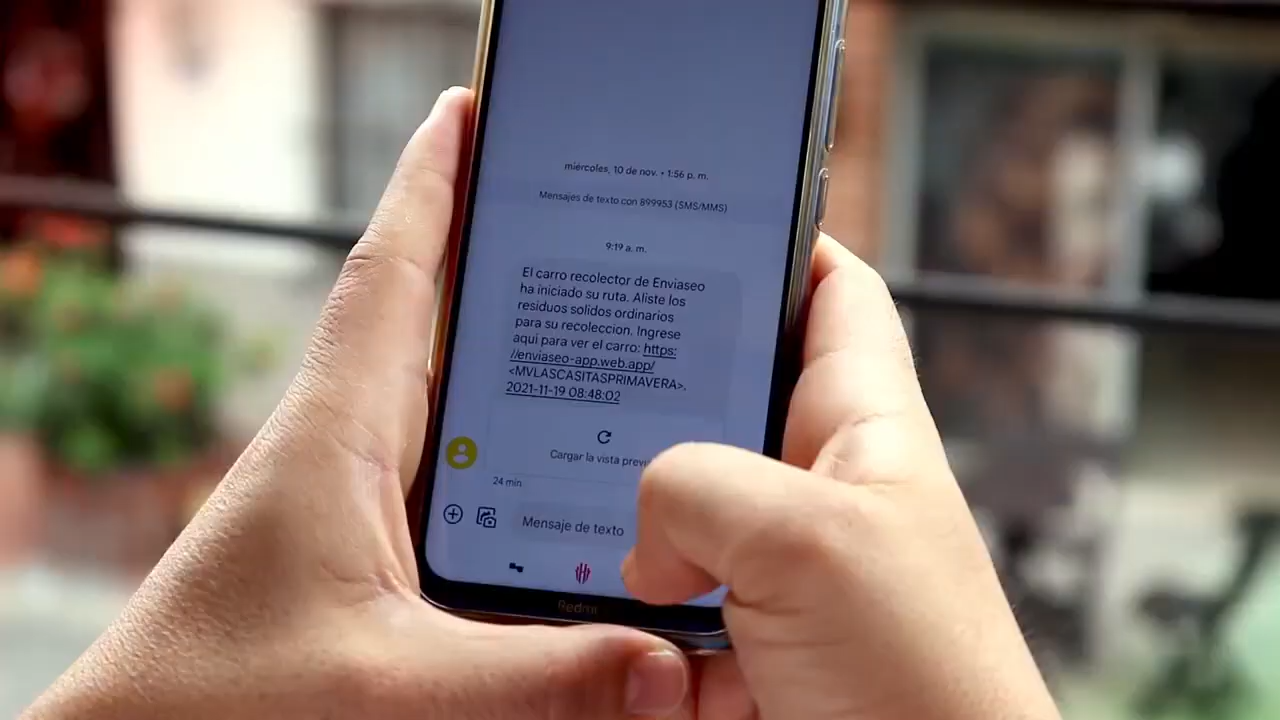 miércoles, 10 de nov. • 1:56 p. m.
Mensajes de texto con 899953 (SMS/MMS)
9:19 a. m.
El carro recolector de Enviaseo
ha iniciado su ruta. Aliste los
residuos solidos ordinarios
para su recoleccion. Ingrese
aqui para ver el carro: https:
//enviaseo-app.web.app/
<MVLASCASITASPRIMAVERA>.
2021-11-19 08:48:02
Cargar la vista previ
24 min
Mensaje de texto
Redmi